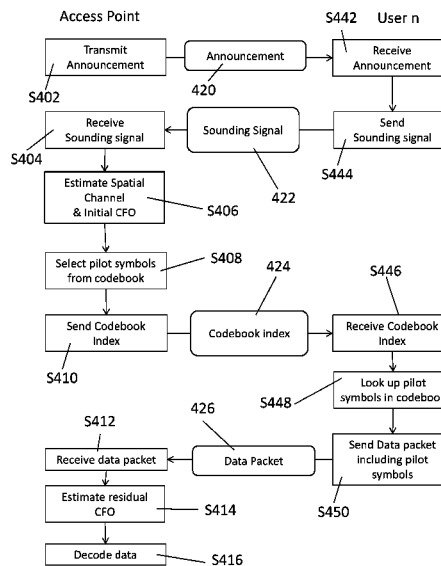 Access Point
User n
S442
Transmit
Announcement
Announcement
Receive
Announcement
S402
420
Receive
Sounding signal
Sounding Signal
Send
Sounding signal
S404
S444
422
Estimate Spatial
Channel
& Initial CFO
S406
S408
Select pilot symbols
from codebook
424
S446
Send Codebook
Index
Codebook index
Receive Codebook
Index
S410
Look up pilot
symbols in codeboo
S448
S412
426
Receive data packet
Data Packet
Send Data packet
including pilot
symbols
Estimate residual
CFO
S414
S450
Decode data
S416